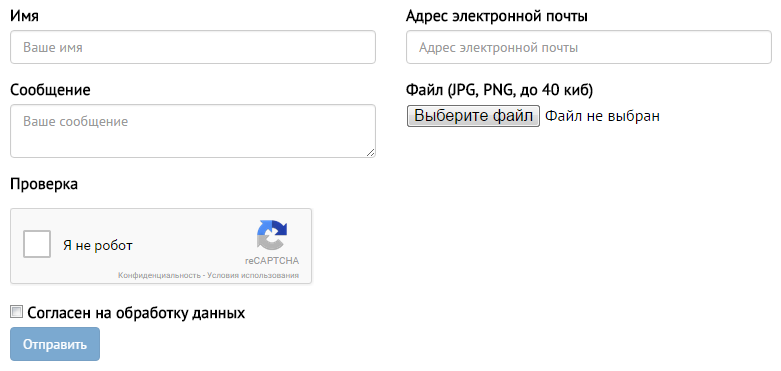 Имя
Ваше имя
Адрес электронной почты
Адрес электронной почты
Сообщение
Ваше сообщение
Файл (JPG, PNG, до 40 киб)
Выберите файл Файл не выбран
Проверка
Я не робот
reCAPTCHA
Конфиденциальность - Условия использования
Согласен на обработку данных
Отправить